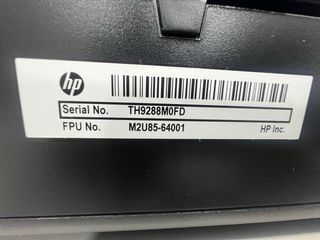 hp
Serial No. TH9288M0FD
FPU No. M2U85-64001 HP Inc.